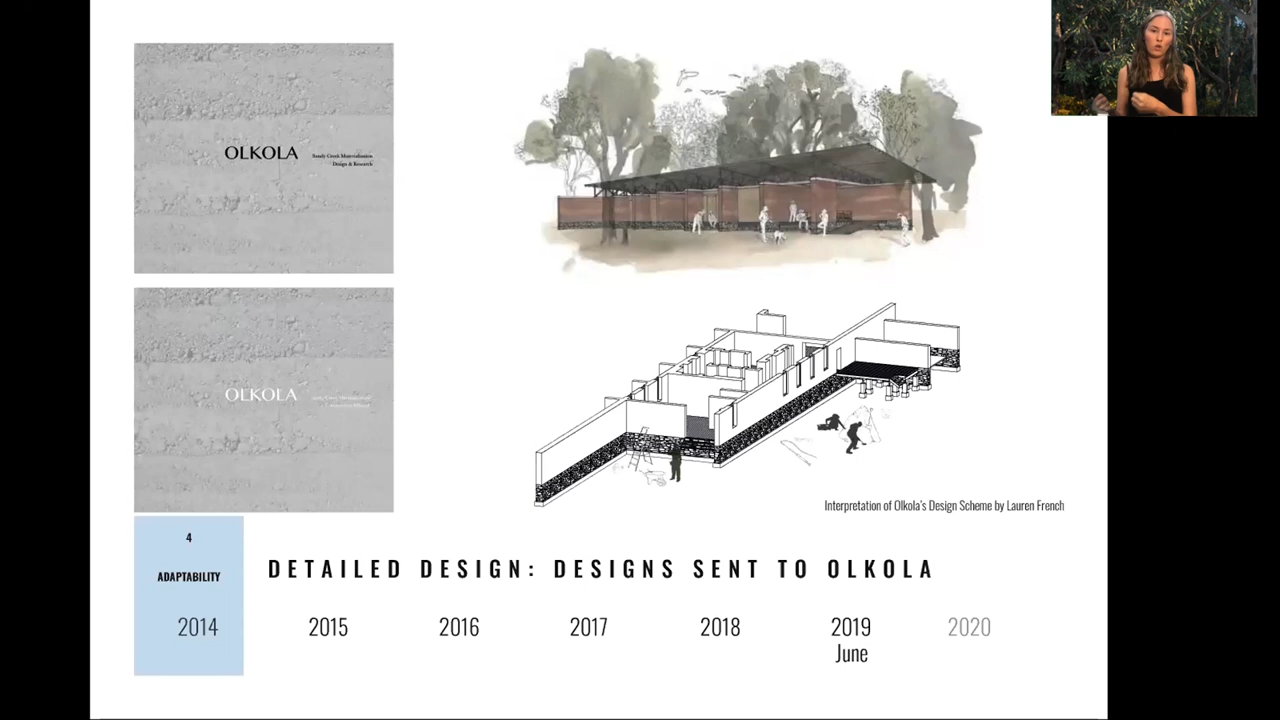 OLKOLA
Sandy Creek Materialisation
Design & Research
OLKOLA
Interpretation of Olkola's Design Scheme by Lauren French
4
ADAPTABILITY
DETAILED DESIGN: DESIGNS SENT TO OLKOLA
2014 2015 2016 2017 2018 2019 2020
June